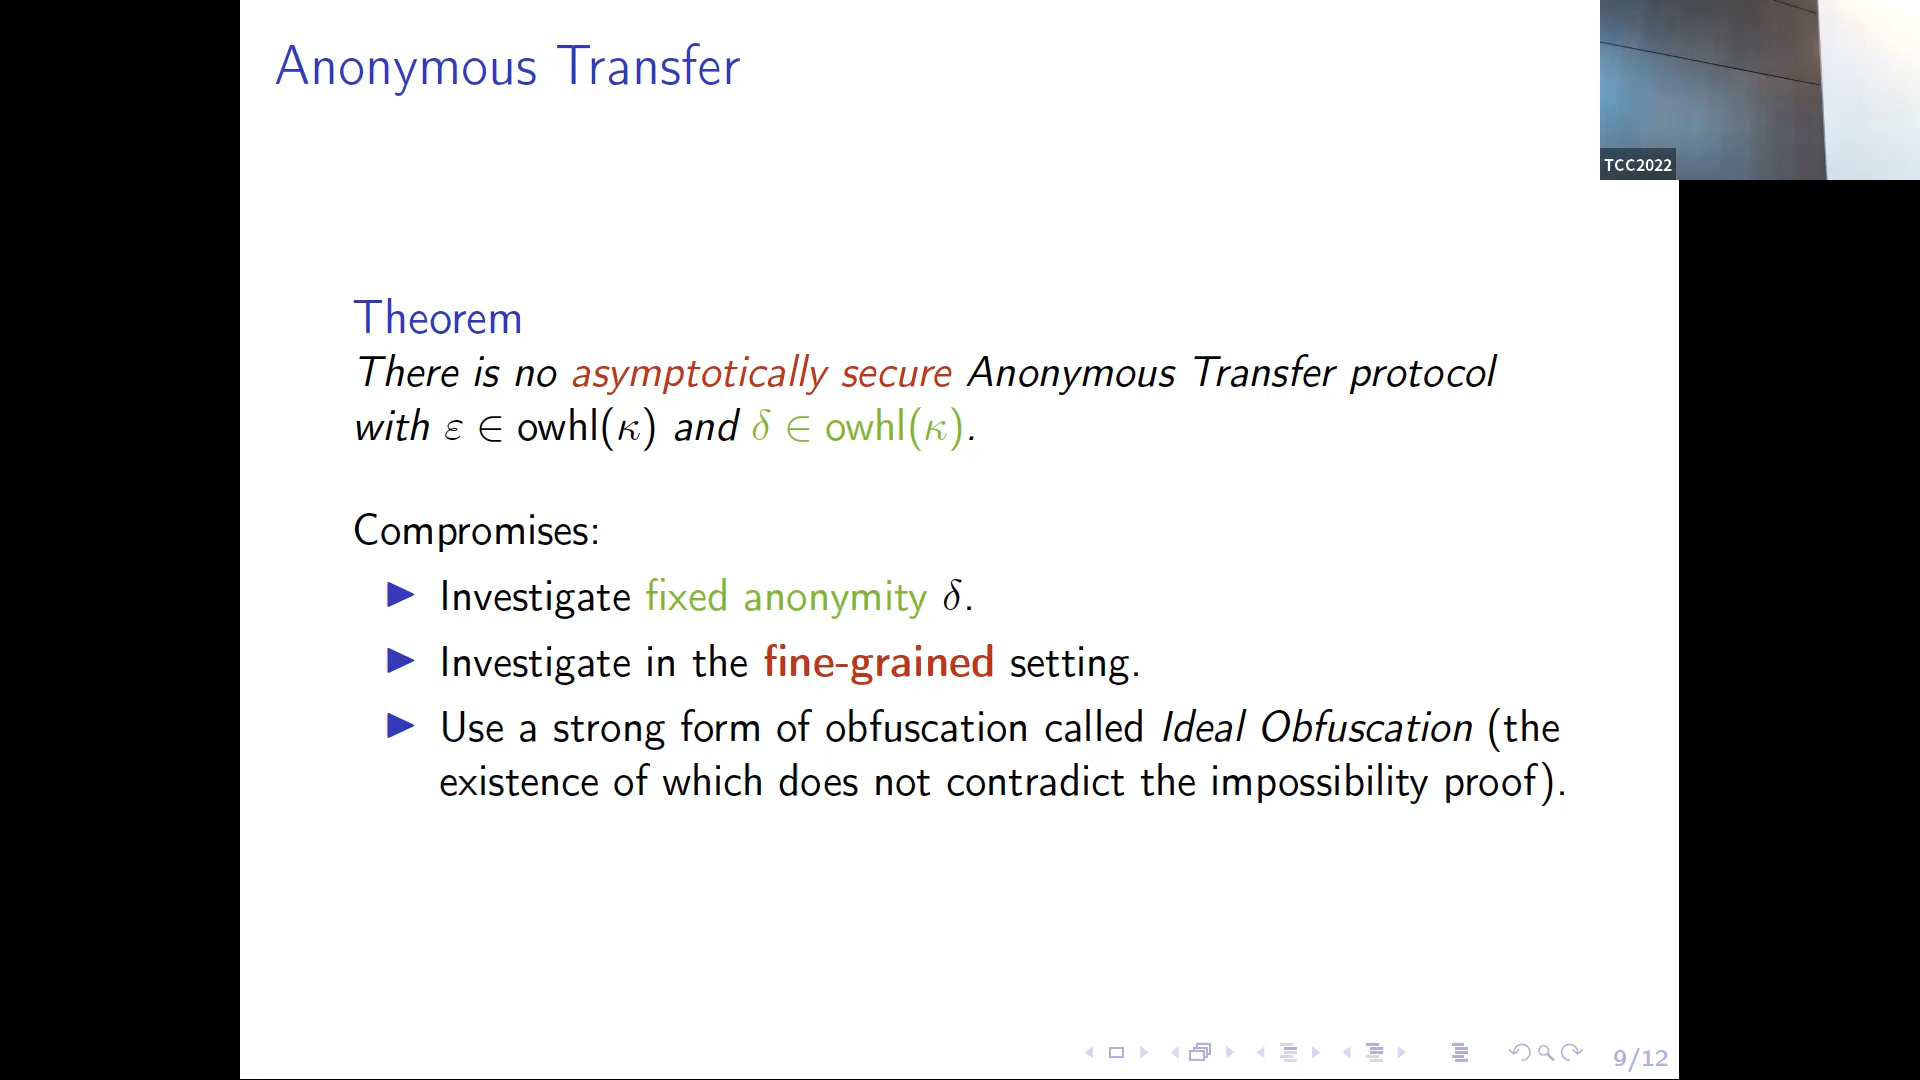 Anonymous Transfer
TCC2022
Theorem
There is no asymptotically secure Anonymous Transfer protocol
with ε ∈ owhl(κ) and δ ∈ owhl(κ).
Compromises:
▶ Investigate fixed anonymity δ.
▶ Investigate in the fine-grained setting.
▶ Use a strong form of obfuscation called Ideal Obfuscation (the
existence of which does not contradict the impossibility proof).
9/12